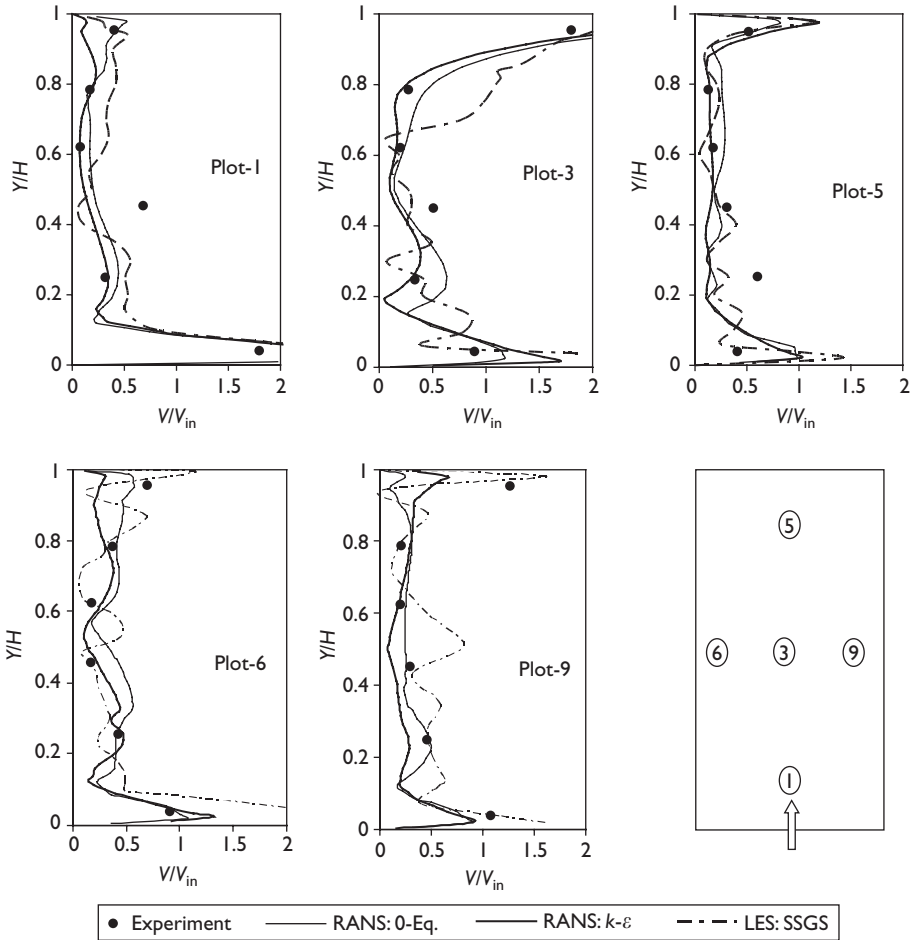 1
0.8
0.6
0.4
0.2
0
Y/H
Plot-1
0 0.5 1 1.5 2
V/V_in
1
0.8
0.6
0.4
0.2
0
Y/H
Plot-3
0 0.5 1 1.5 2
V/V_in
1
0.8
0.6
0.4
0.2
0
Y/H
Plot-5
0 0.5 1 1.5 2
V/V_in
1
0.8
0.6
0.4
0.2
0
Y/H
Plot-6
0 0.5 1 1.5 2
V/V_in
1
0.8
0.6
0.4
0.2
0
Y/H
Plot-9
0 0.5 1 1.5 2
V/V_in
5
6 3 9
1
Experiment RANS: 0-Eq. RANS: k-ε LES: SSGS